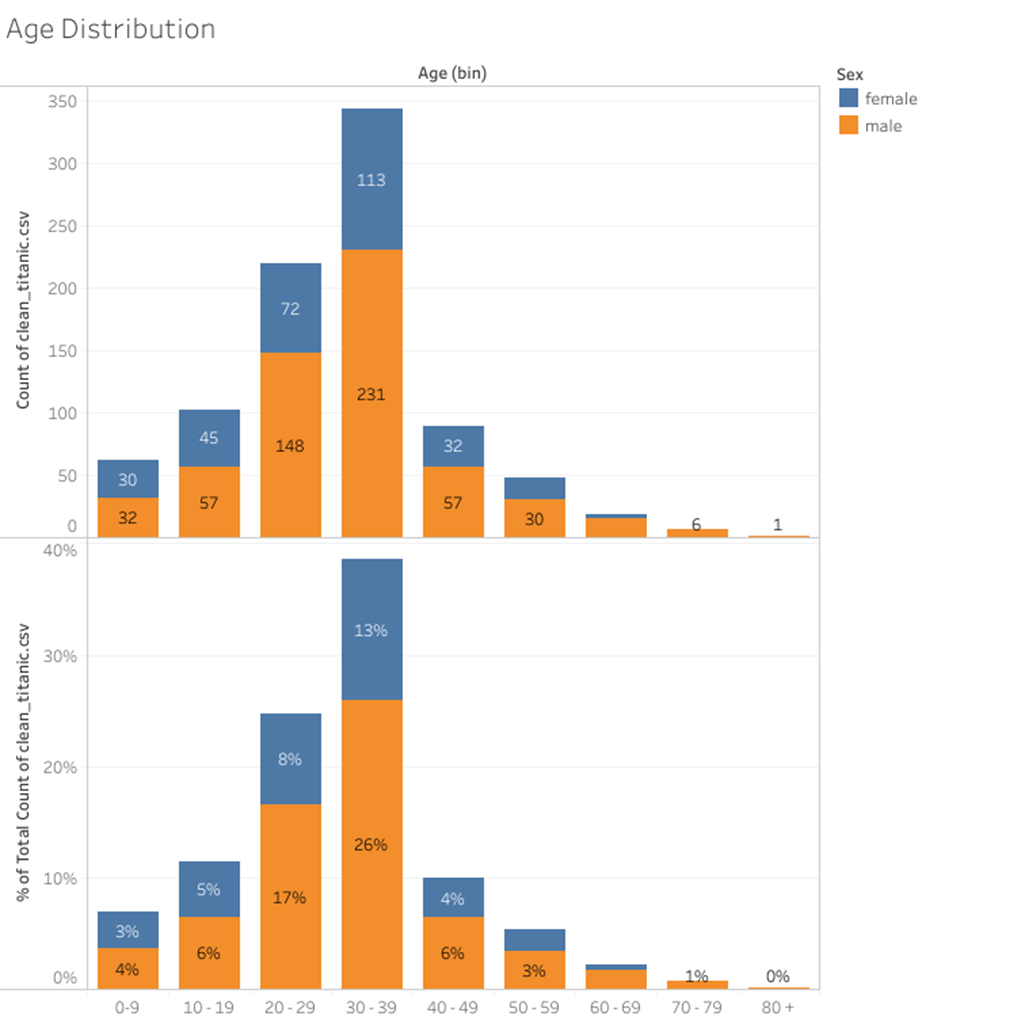 Age Distribution
Age (bin)
Sex
female
male
Count of clean_titanic.csv
350
300
250
200
150
100
50
0
113
72
231
45
148
32
30
57
57
32
30
6
1
% of Total Count of clean_titanic.csv
40%
30%
20%
10%
0%
13%
8%
26%
5%
17%
4%
3%
6%
6%
4%
3%
1%
0%
0-9
10 - 19
20 - 29
30 - 39
40 - 49
50 - 59
60 - 69
70 - 79
80 +